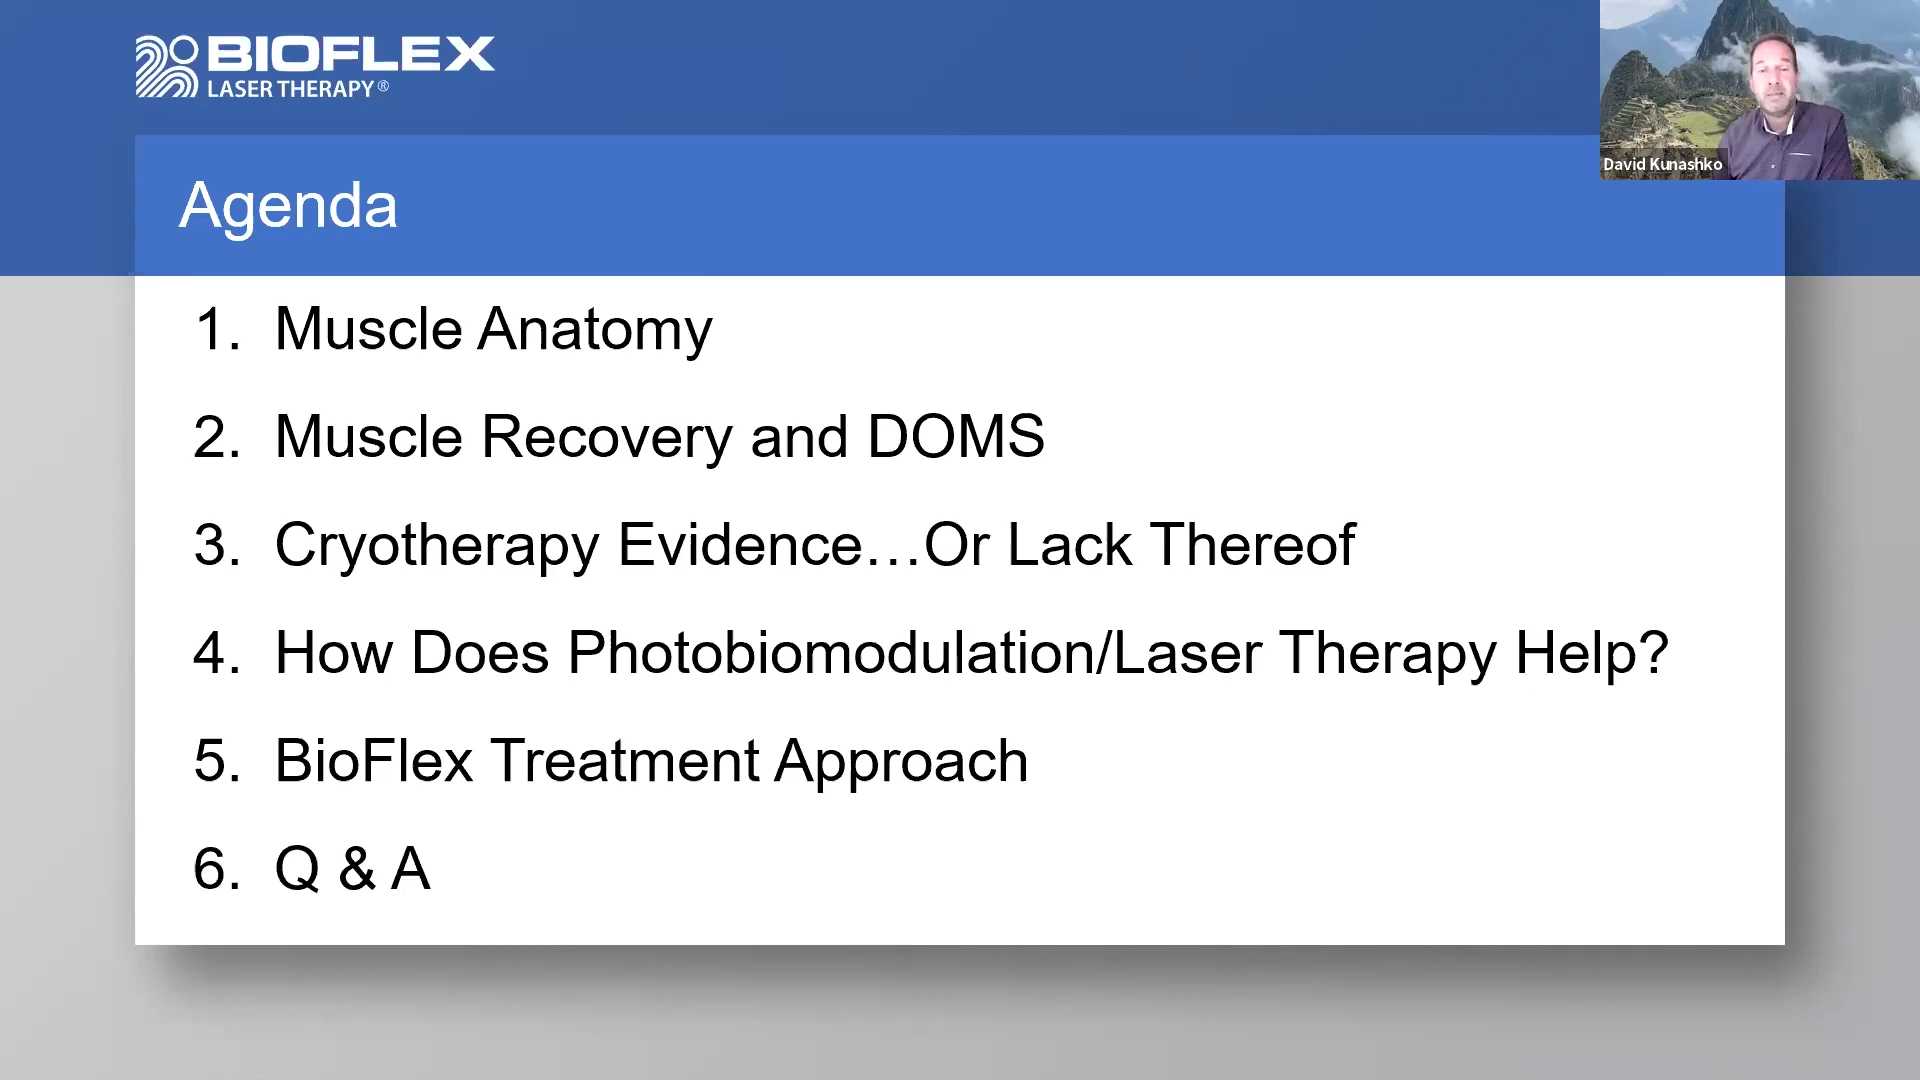 BIOFLEX
LASER THERAPY®
David Kunashko
Agenda
1. Muscle Anatomy
2. Muscle Recovery and DOMS
3. Cryotherapy Evidence…Or Lack Thereof
4. How Does Photobiomodulation/Laser Therapy Help?
5. BioFlex Treatment Approach
6. Q & A